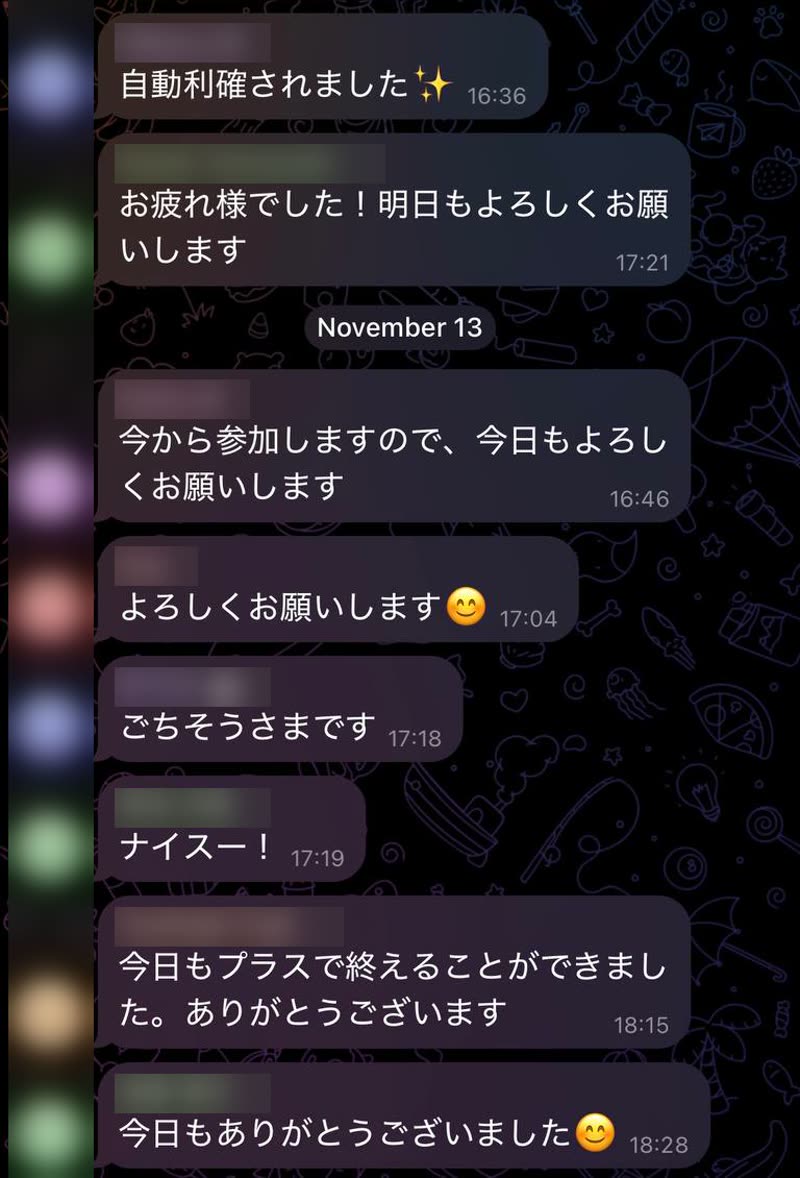 自動利確されました✨ 16:36
お疲れ様でした！明日もよろしくお願
いします 17:21
November 13
今から参加しますので、今日もよろし
くお願いします 16:46
よろしくお願いします😊 17:04
ごちそうさまです 17:18
ナイスー！ 17:19
今日もプラスで終えることができまし
た。ありがとうございます 18:15
今日もありがとうございました😊 18:28